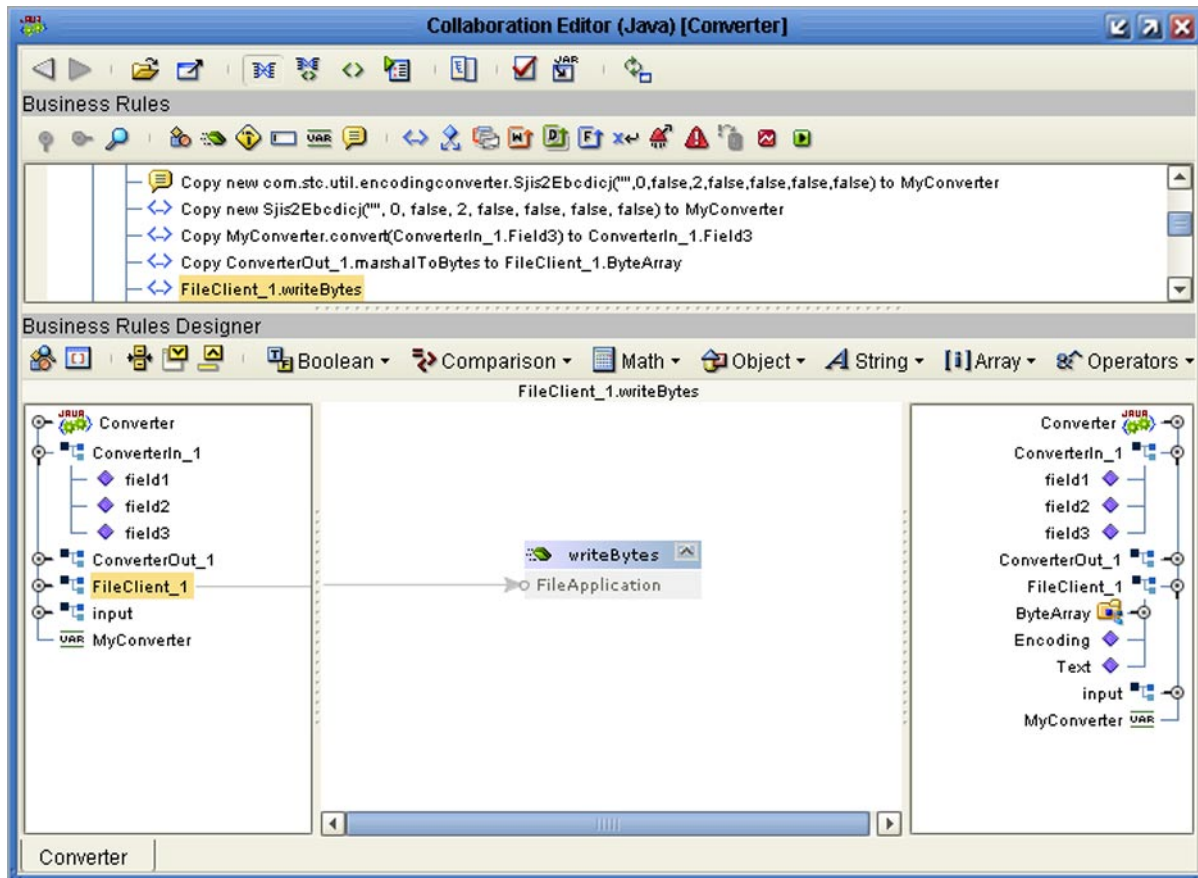 Collaboration Editor (Java) [Converter]
Business Rules
Copy new com.stc.util.encodingconverter.Sjis2Ebcdicj("",0,false,2,false,false,false,false) to MyConverter
Copy new Sjis2Ebcdicj("", 0, false, 2, false, false, false, false) to MyConverter
Copy MyConverter.convert(ConverterIn_1.Field3) to ConverterIn_1.Field3
Copy ConverterOut_1.marshalToBytes to FileClient_1.ByteArray
FileClient_1.writeBytes
Business Rules Designer
Boolean Comparison Math Object String Array Operators
FileClient_1.writeBytes
Converter
ConverterIn_1
field1
field2
field3
ConverterOut_1
FileClient_1
input
VAR MyConverter
writeBytes
FileApplication
Converter
ConverterIn_1
field1
field2
field3
ConverterOut_1
FileClient_1
ByteArray
Encoding
Text
input
MyConverter VAR
Converter